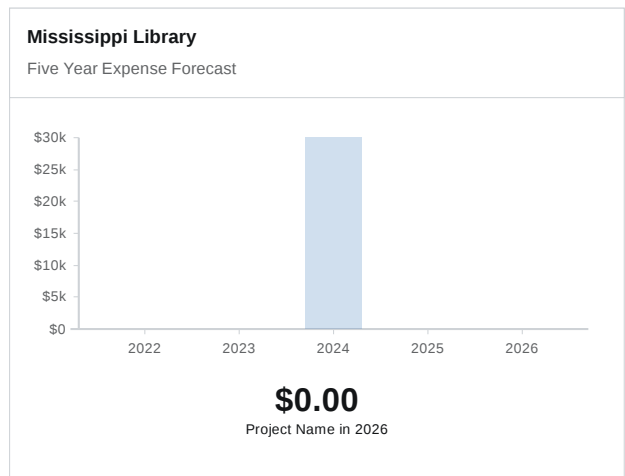 Mississippi Library
Five Year Expense Forecast
$30k
$25k
$20k
$15k
$10k
$5k
$0
2022 2023 2024 2025 2026
$0.00
Project Name in 2026